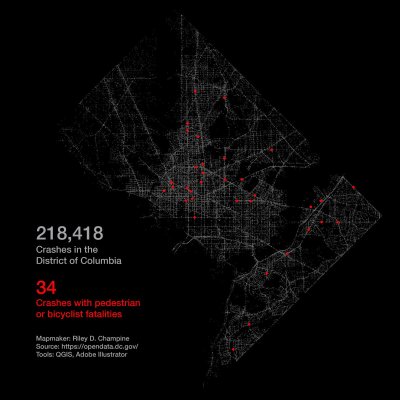 218,418
Crashes in the
District of Columbia
34
Crashes with pedestrian
or bicyclist fatalities
Mapmaker: Riley D. Champine
Source: https://opendata.dc.gov/
Tools: QGIS, Adobe Illustrator